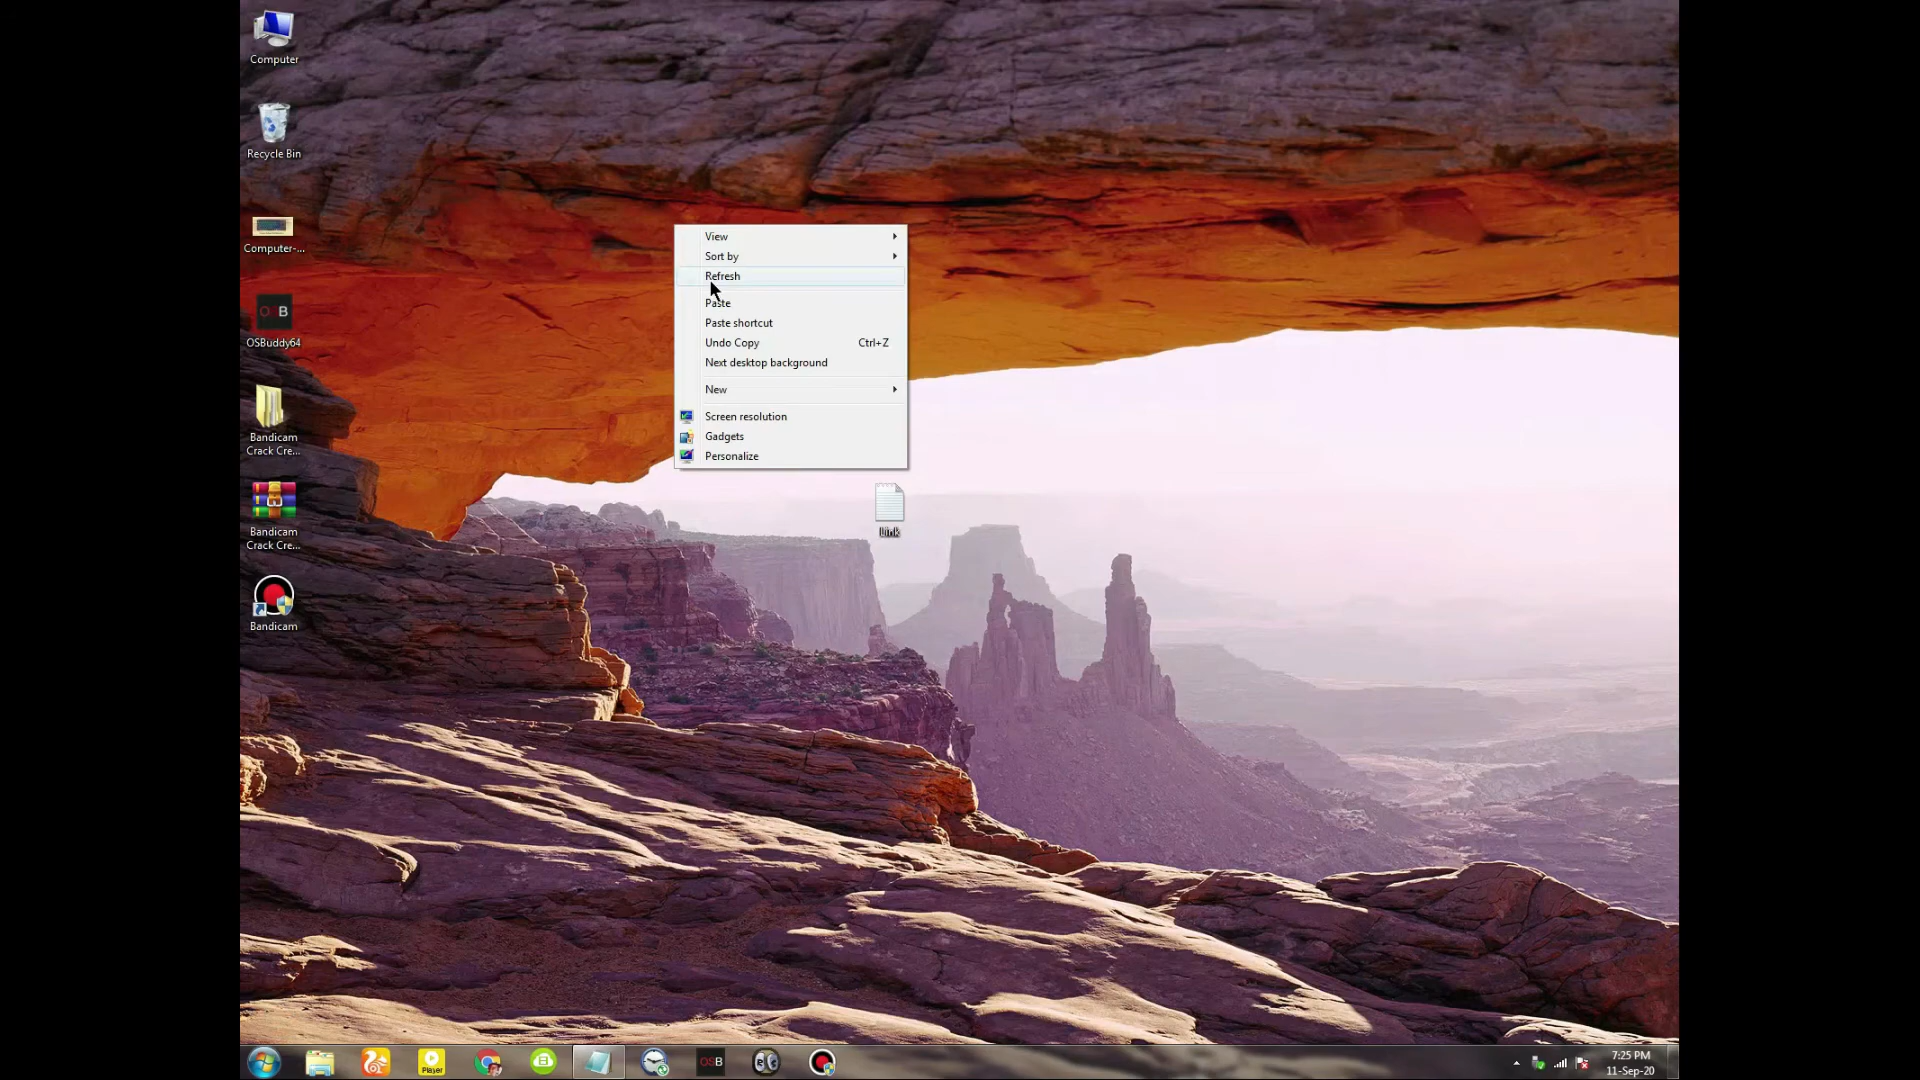 Computer
Recycle Bin
Computer-...
OSB
OSBuddy64
Bandicam
Crack Cre...
Bandicam
Crack Cre...
Bandicam
View
Sort by
Refresh
Paste
Paste shortcut
Undo Copy Ctrl+Z
Next desktop background
New
Screen resolution
Gadgets
Personalize
Link
Player
OSB
7:25 PM
11-Sep-20